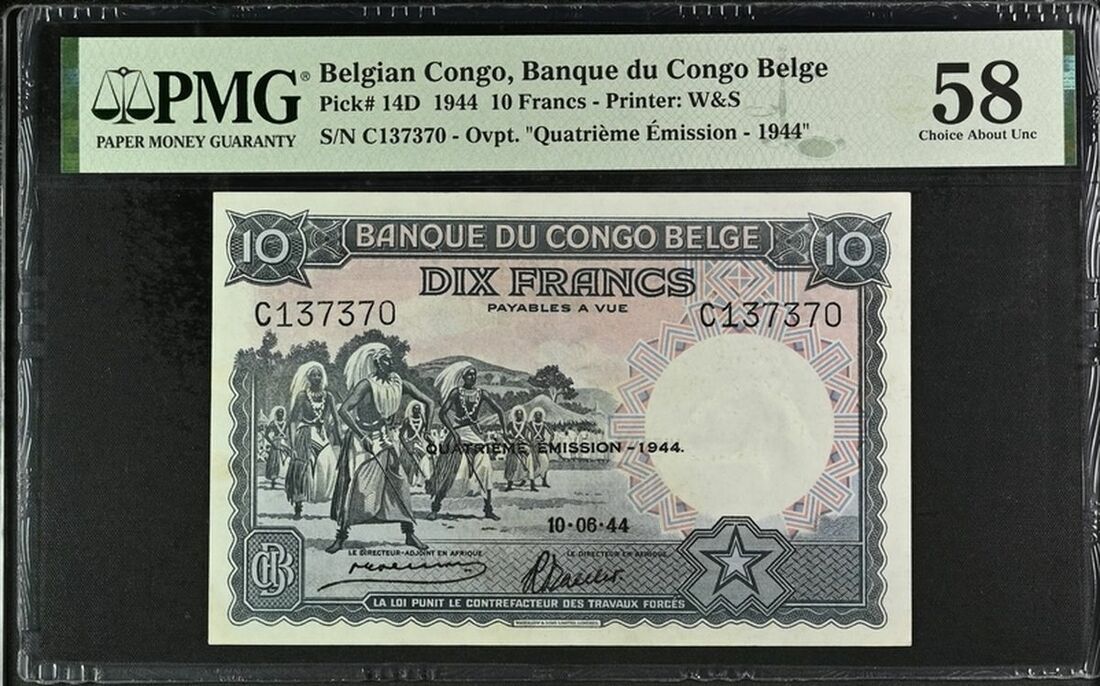 PMG®
PAPER MONEY GUARANTY
Belgian Congo, Banque du Congo Belge
Pick# 14D 1944 10 Francs - Printer: W&S
S/N C137370 - Ovpt. "Quatrième Émission - 1944"
58
Choice About Unc
10 BANQUE DU CONGO BELGE 10
DIX FRANCS
PAYABLES A VUE
C137370 C137370
QUATRIEME EMISSION - 1944.
10·06·44
LE DIRECTEUR-ADJOINT EN AFRIQUE LE DIRECTEUR EN AFRIQUE
LA LOI PUNIT LE CONTREFACTEUR DES TRAVAUX FORCÉS